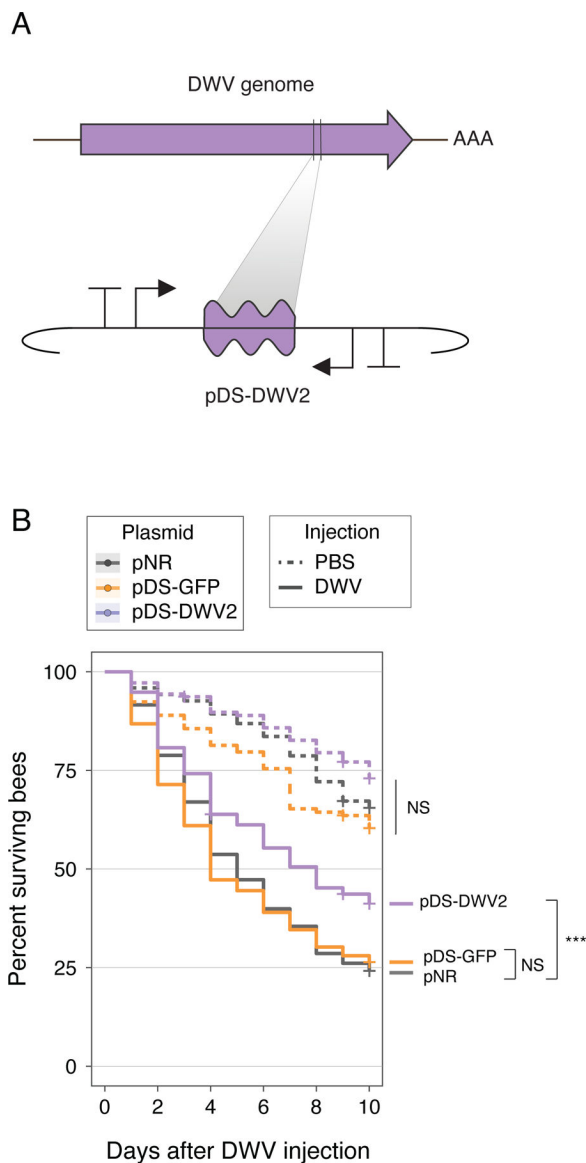 A
DWV genome
AAA
pDS-DWV2
B
Plasmid
pNR
pDS-GFP
pDS-DWV2
Injection
PBS
DWV
100
75
50
25
0
Percent survivng bees
NS
pDS-DWV2
pDS-GFP
pNR
NS
***
0 2 4 6 8 10
Days after DWV injection